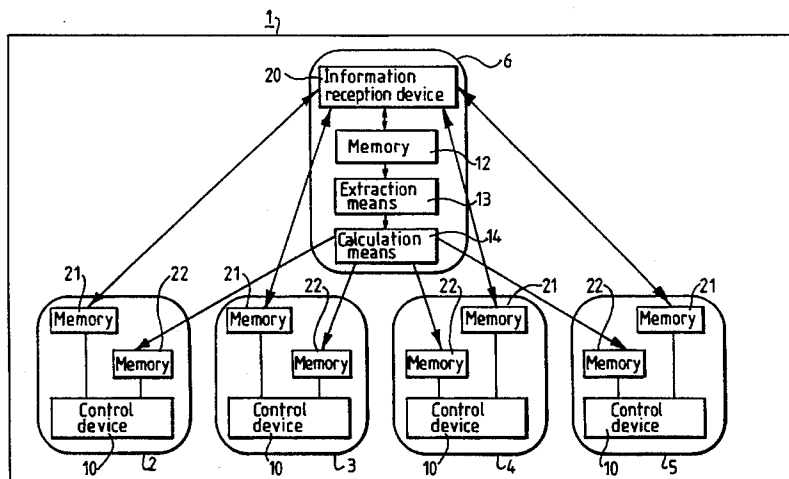 1
6
20
Information
reception device
Memory
12
Extraction
means
13
Calculation
means
14
21
22
21
22
22
21
22
21
Memory
Memory
Memory
Memory
Memory
Memory
Memory
Memory
Control
device
Control
device
Control
device
Control
device
10
2
10
3
10
4
10
5